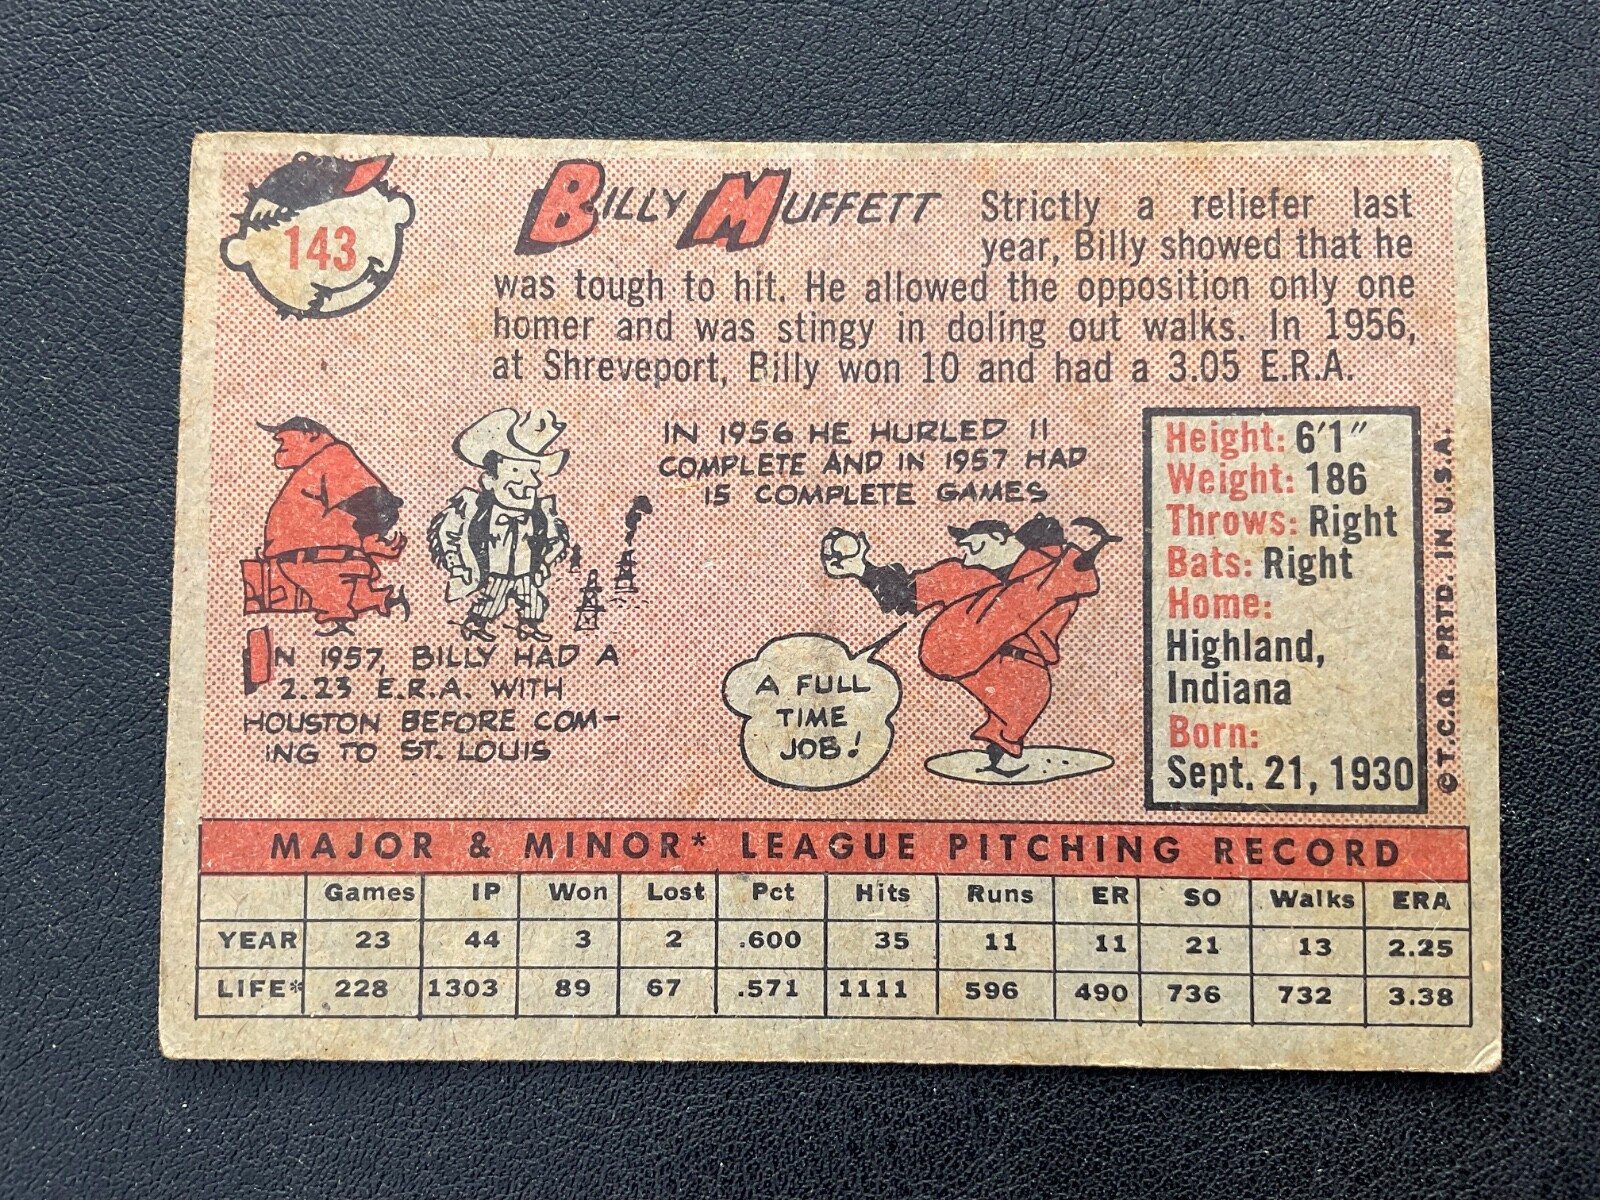 143
BILLY MUFFETT
Strictly a reliefer last
year, Billy showed that he
was tough to hit. He allowed the opposition only one
homer and was stingy in doling out walks. In 1956,
at Shreveport, Billy won 10 and had a 3.05 E.R.A.
IN 1957, BILLY HAD A
2.23 E.R.A. WITH
HOUSTON BEFORE COM-
ING TO ST. LOUIS
IN 1956 HE HURLED 11
COMPLETE AND IN 1957 HAD
15 COMPLETE GAMES
A FULL
TIME
JOB!
Height: 6'1"
Weight: 186
Throws: Right
Bats: Right
Home:
Highland,
Indiana
Born:
Sept. 21, 1930
© T.C.G. PRTD. IN U.S.A.
MAJOR & MINOR* LEAGUE PITCHING RECORD
Games IP Won Lost Pct Hits Runs ER SO Walks ERA
YEAR 23 44 3 2 .600 35 11 11 21 13 2.25
LIFE* 228 1303 89 67 .571 1111 596 490 736 732 3.38